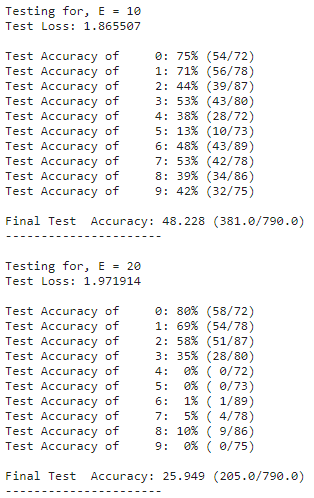 Testing for, E = 10
Test Loss: 1.865507
Test Accuracy of     0: 75% (54/72)
Test Accuracy of     1: 71% (56/78)
Test Accuracy of     2: 44% (39/87)
Test Accuracy of     3: 53% (43/80)
Test Accuracy of     4: 38% (28/72)
Test Accuracy of     5: 13% (10/73)
Test Accuracy of     6: 48% (43/89)
Test Accuracy of     7: 53% (42/78)
Test Accuracy of     8: 39% (34/86)
Test Accuracy of     9: 42% (32/75)
Final Test  Accuracy: 48.228 (381.0/790.0)
----------------------
Testing for, E = 20
Test Loss: 1.971914
Test Accuracy of     0: 80% (58/72)
Test Accuracy of     1: 69% (54/78)
Test Accuracy of     2: 58% (51/87)
Test Accuracy of     3: 35% (28/80)
Test Accuracy of     4:  0% ( 0/72)
Test Accuracy of     5:  0% ( 0/73)
Test Accuracy of     6:  1% ( 1/89)
Test Accuracy of     7:  5% ( 4/78)
Test Accuracy of     8: 10% ( 9/86)
Test Accuracy of     9:  0% ( 0/75)
Final Test  Accuracy: 25.949 (205.0/790.0)
----------------------